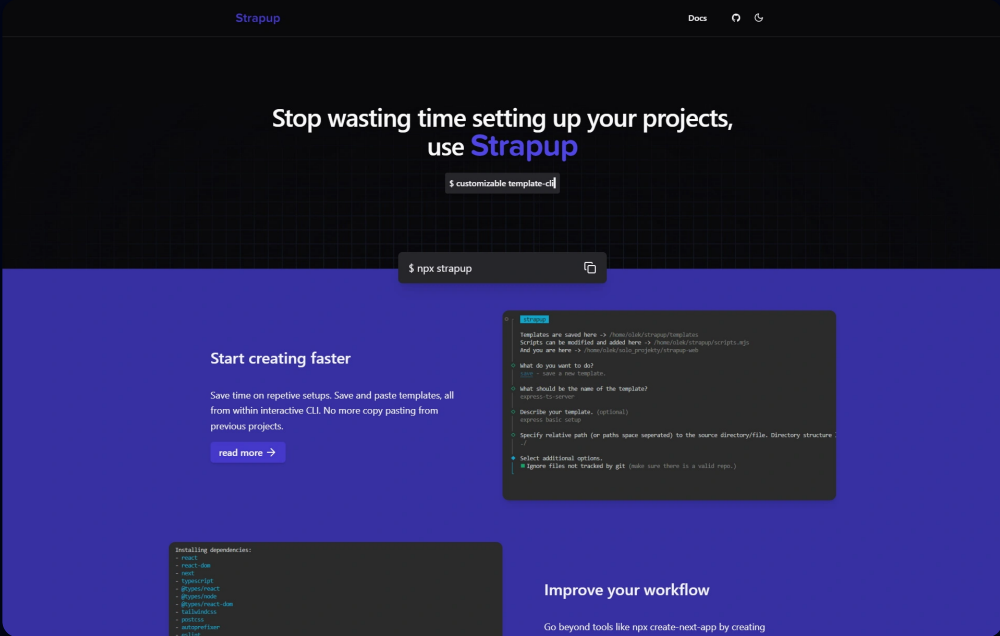 Strapup
Docs
Stop wasting time setting up your projects,
use Strapup
$ customizable template-cli
$ npx strapup
Start creating faster
Save time on repetive setups. Save and paste templates, all
from within interactive CLI. No more copy pasting from
previous projects.
read more →
strapup
Templates are saved here -> /home/olek/strapup/templates
Scripts can be modified and added here -> /home/olek/strapup/scripts.mjs
And you are here -> /home/olek/solo_projekty/strapup-web
What do you want to do?
save - save a new template.
What should be the name of the template?
express-ts-server
Describe your template. (optional)
express basic setup
Specify relative path (or paths space seperated) to the source directory/file. Directory structure
./
Select additional options.
Ignore files not tracked by git (make sure there is a valid repo.)
Installing dependencies:
- react
- react-dom
- next
- typescript
- @types/react
- @types/node
- @types/react-dom
- tailwindcss
- postcss
- autoprefixer
- eslint
Improve your workflow
Go beyond tools like npx create-next-app by creating